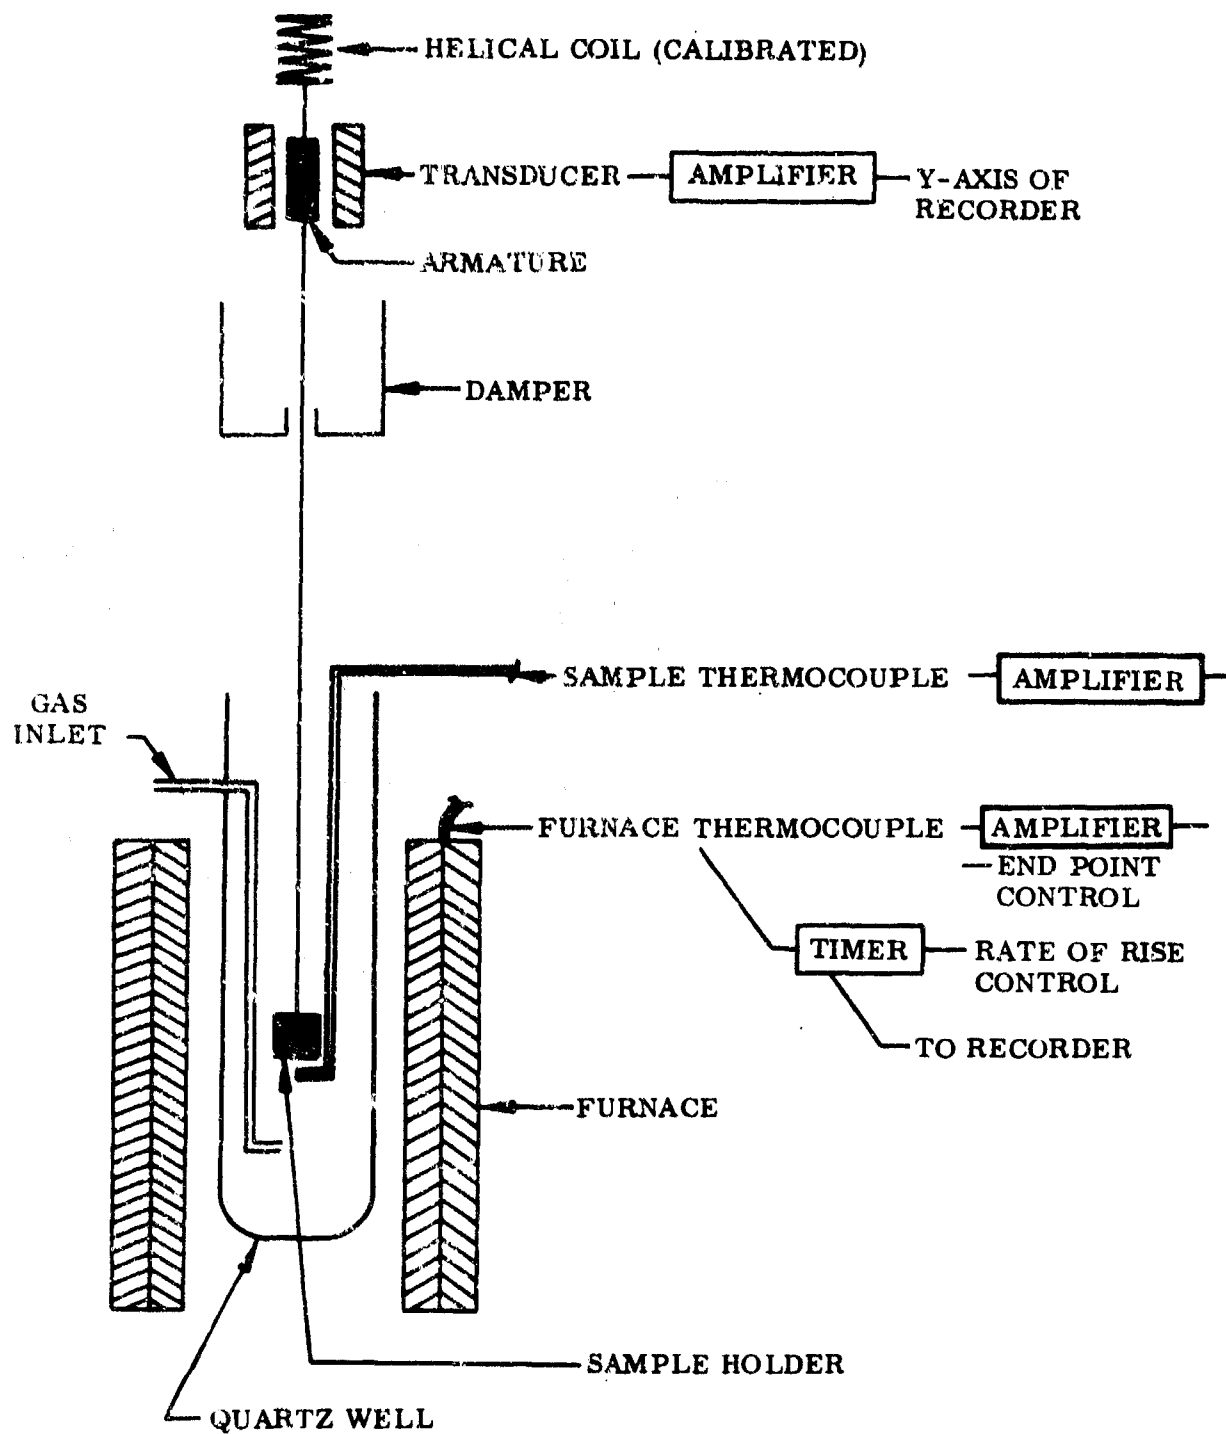 HELICAL COIL (CALIBRATED)
TRANSDUCER
AMPLIFIER
Y-AXIS OF
RECORDER
ARMATURE
DAMPER
SAMPLE THERMOCOUPLE
AMPLIFIER
GAS
INLET
FURNACE THERMOCOUPLE
AMPLIFIER
END POINT
CONTROL
TIMER
RATE OF RISE
CONTROL
TO RECORDER
FURNACE
SAMPLE HOLDER
QUARTZ WELL